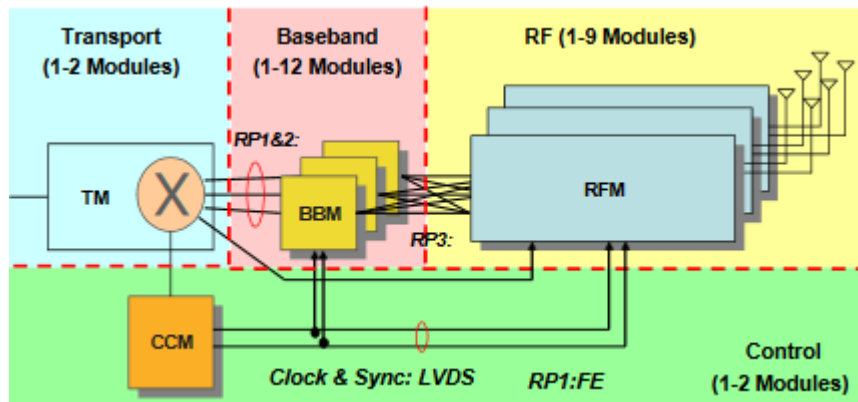 Transport
(1-2 Modules)
Baseband
(1-12 Modules)
RF (1-9 Modules)
RP1&2:
TM
X
BBM
RFM
RP3:
CCM
Clock & Sync: LVDS
RP1:FE
Control
(1-2 Modules)